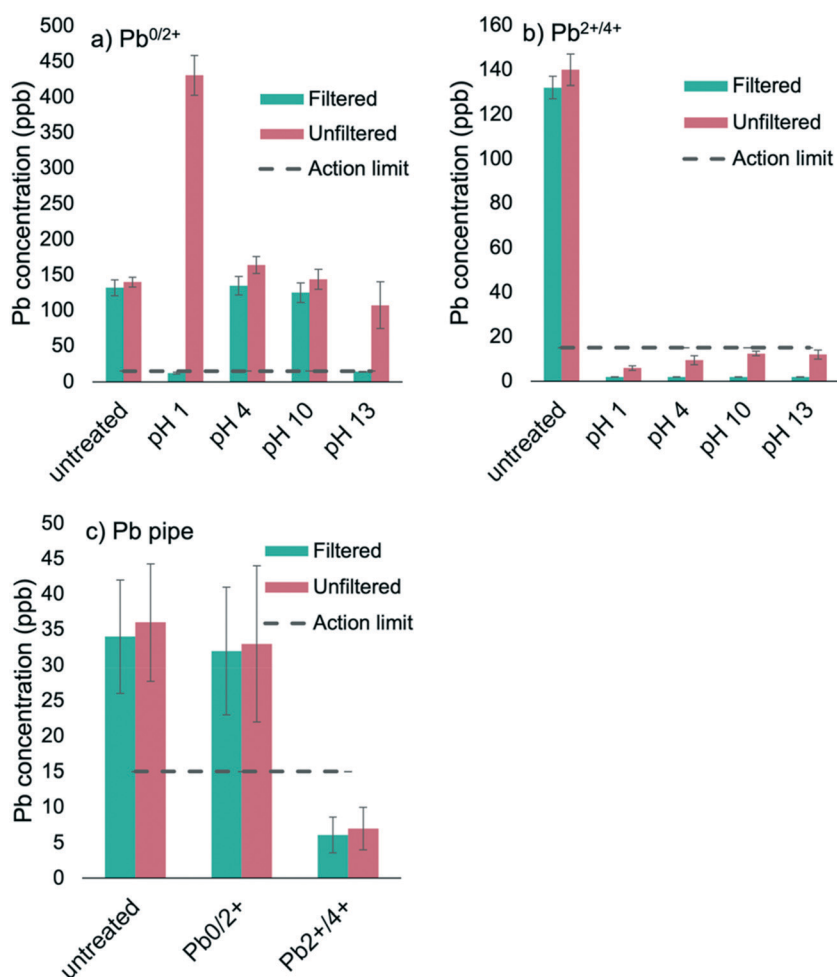 a) Pb0/2+
Pb concentration (ppb)
500
450
400
350
300
250
200
150
100
50
0
Filtered
Unfiltered
Action limit
untreated
pH 1
pH 4
pH 10
pH 13
b) Pb2+/4+
Pb concentration (ppb)
160
140
120
100
80
60
40
20
0
Filtered
Unfiltered
Action limit
untreated
pH 1
pH 4
pH 10
pH 13
c) Pb pipe
Pb concentration (ppb)
50
45
40
35
30
25
20
15
10
5
0
Filtered
Unfiltered
Action limit
untreated
Pb0/2+
Pb2+/4+